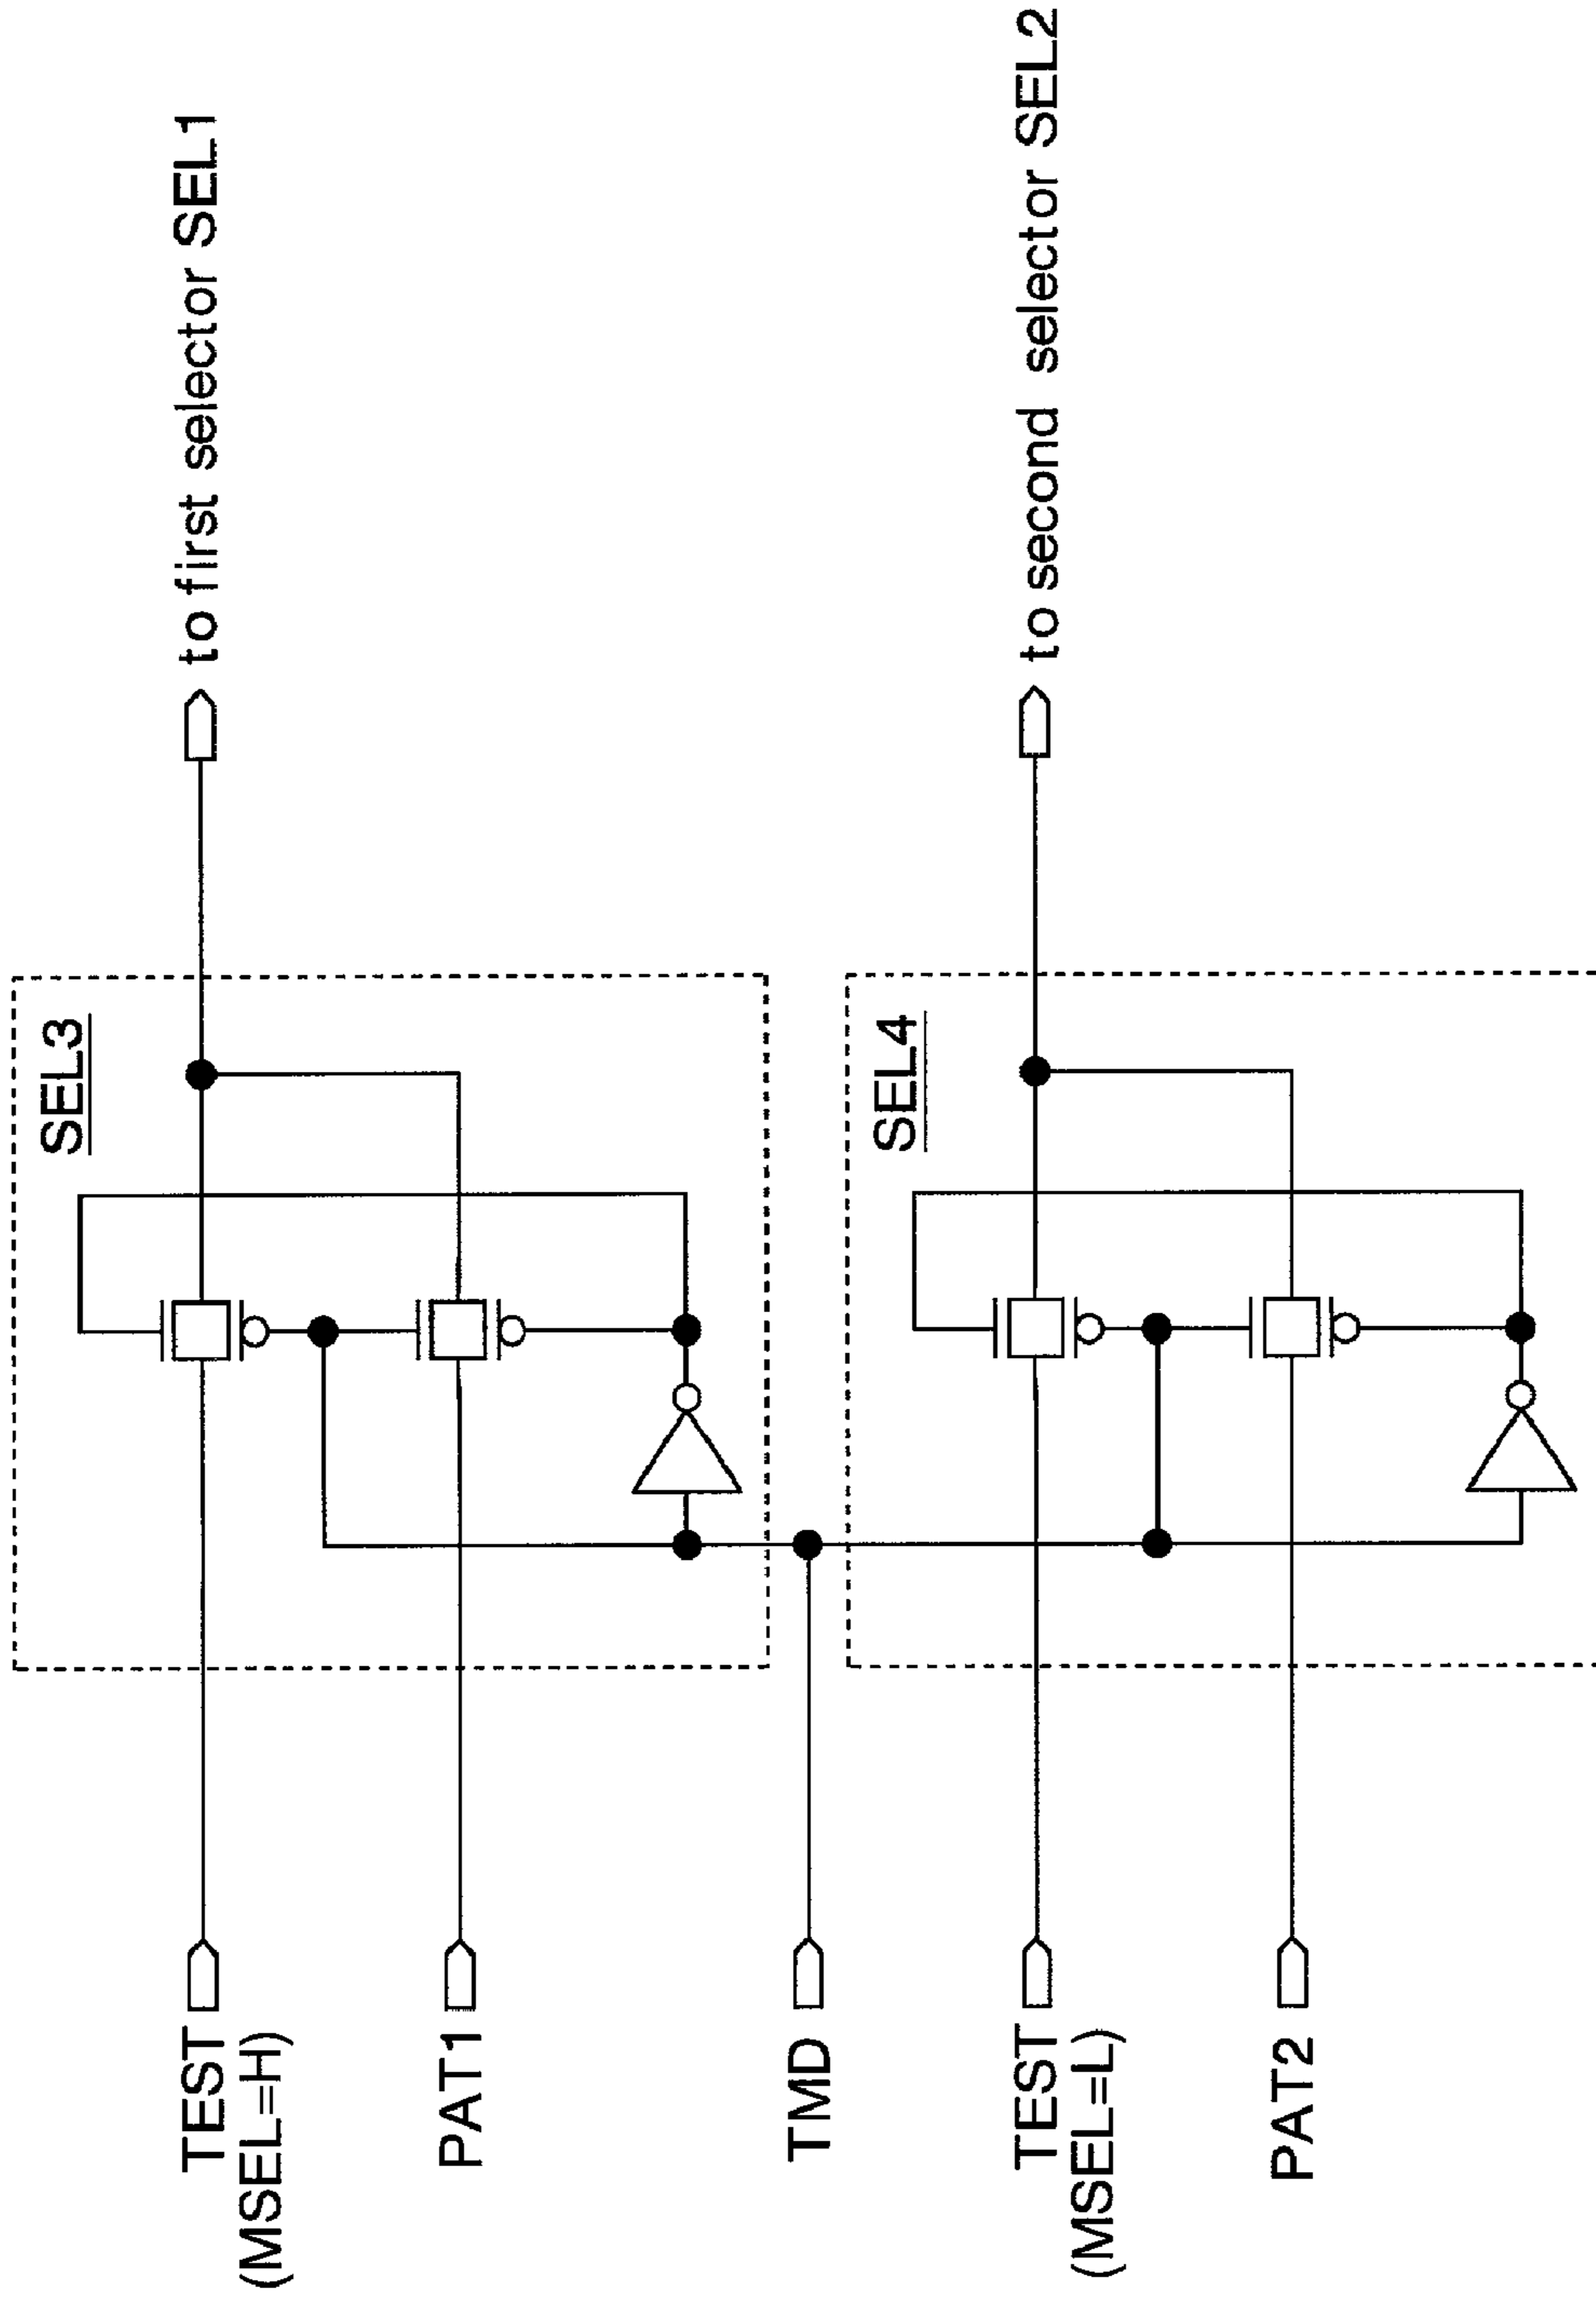 SEL3
TEST
(MSEL=H)
to first selector SEL1
PAT1
TMD
SEL4
TEST
(MSEL=L)
to second selector SEL2
PAT2